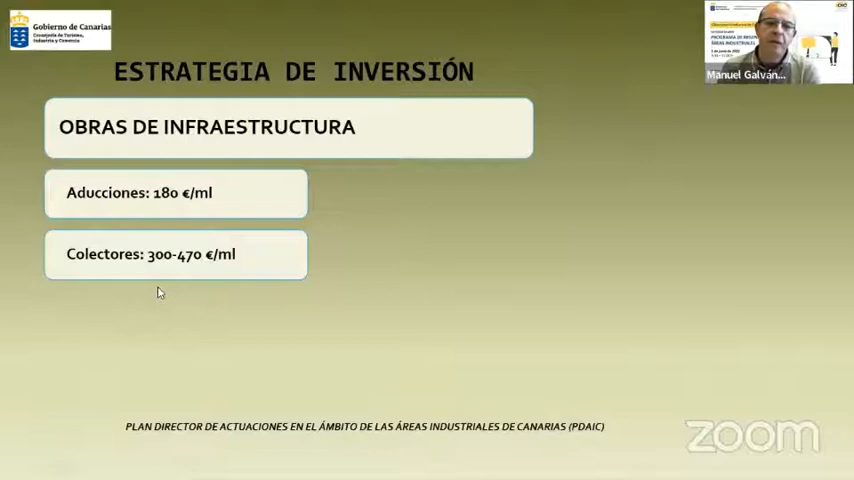 Gobierno de Canarias
Consejería de Turismo,
Industria y Comercio
ESTRATEGIA DE INVERSIÓN
OBRAS DE INFRAESTRUCTURA
Aducciones: 180 €/ml
Colectores: 300-470 €/ml
PLAN DIRECTOR DE ACTUACIONES EN EL ÁMBITO DE LAS ÁREAS INDUSTRIALES DE CANARIAS (PDAIC)
Manuel Galván...
zoom